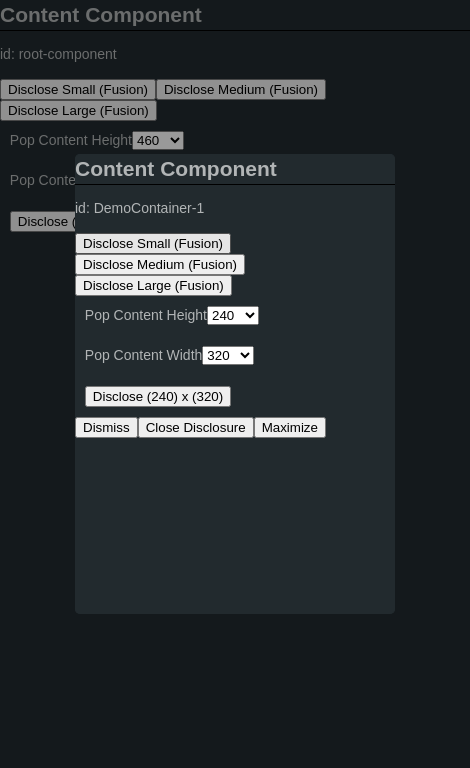 Content Component
id: root-component
Disclose Small (Fusion) Disclose Medium (Fusion)
Disclose Large (Fusion)
Pop Content Height 460
Pop Conte
Disclose (
Content Component
id: DemoContainer-1
Disclose Small (Fusion)
Disclose Medium (Fusion)
Disclose Large (Fusion)
Pop Content Height 240
Pop Content Width 320
Disclose (240) x (320)
Dismiss Close Disclosure Maximize